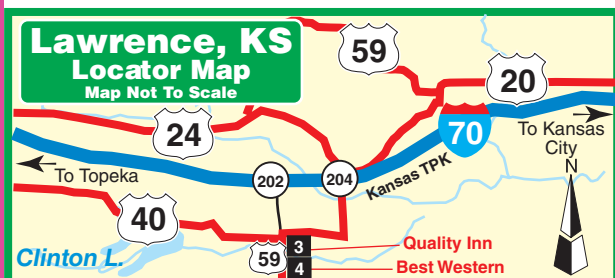 Lawrence, KS
Locator Map
Map Not To Scale
59
20
24
70
To Kansas
City
N
To Topeka
202
204
Kansas TPK
40
59
3
Quality Inn
4
Best Western
Clinton L.